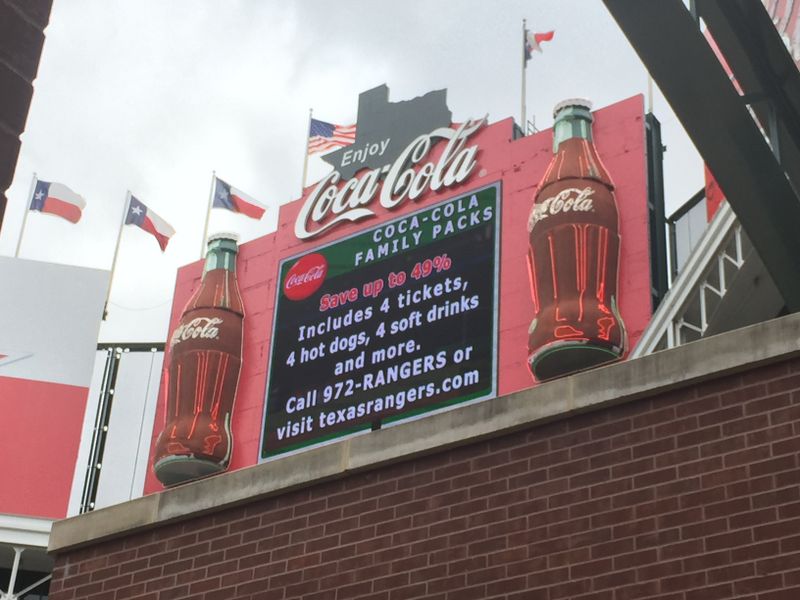 Enjoy
Coca-Cola
COCA-COLA
FAMILY PACKS
Coca-Cola
Save up to 49%
Includes 4 tickets,
4 hot dogs, 4 soft drinks
and more.
Call 972-RANGERS or
visit texasrangers.com
Coca-Cola
Coca-Cola